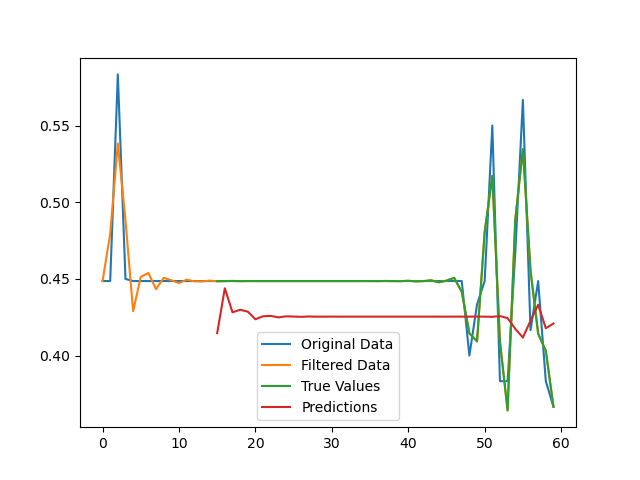 0.55
0.50
0.45
0.40
0 10 20 30 40 50 60
Original Data
Filtered Data
True Values
Predictions